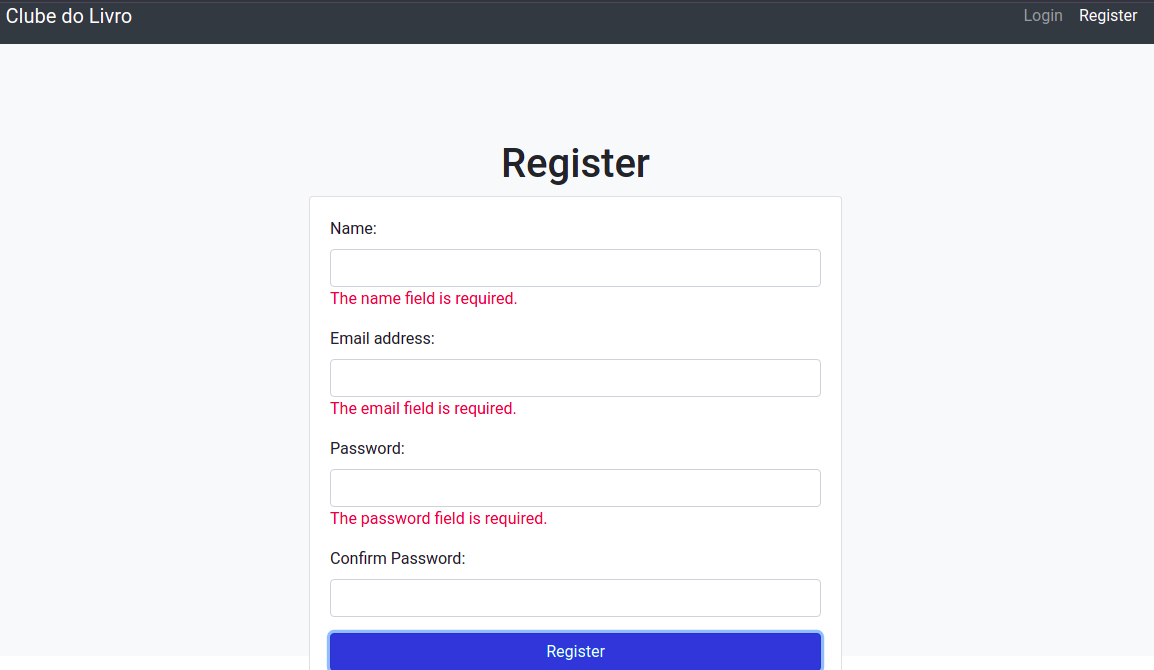 Clube do Livro
Login Register
Register
Name:
The name field is required.
Email address:
The email field is required.
Password:
The password field is required.
Confirm Password:
Register